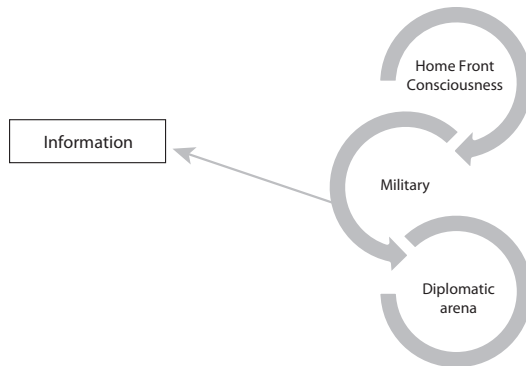 Home Front
Consciousness
Information
Military
Diplomatic
arena